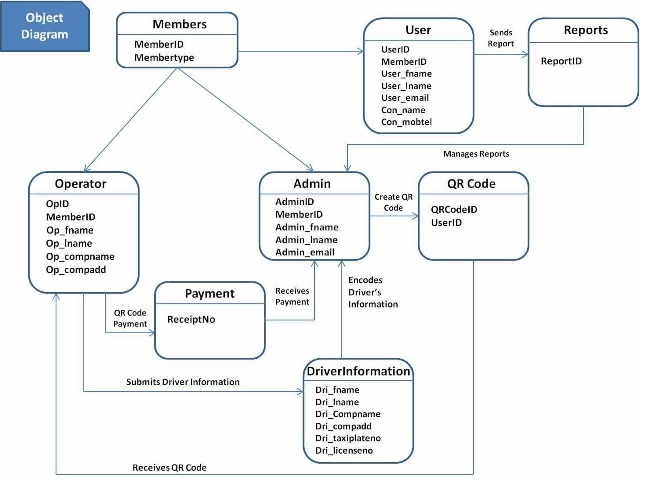 Object
Diagram
Members
MemberID
Membertype
User
UserID
MemberID
User_fname
User_lname
User_email
Con_name
Con_mobtel
Sends
Report
Reports
ReportID
Manages Reports
Operator
OpID
MemberID
Op_fname
Op_lname
Op_compname
Op_compadd
Admin
AdminID
MemberID
Admin_fname
Admin_lname
Admin_email
Create QR
Code
QR Code
QRCodeID
UserID
Payment
ReceiptNo
QR Code
Payment
Receives
Payment
Encodes
Driver's
Information
DriverInformation
Dri_fname
Dri_lname
Dri_Compname
Dri_compadd
Dri_taxiplateno
Dri_licenseno
Submits Driver Information
Receives QR Code